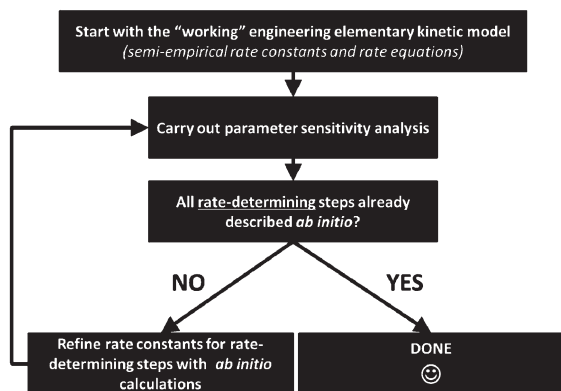 Start with the “working” engineering elementary kinetic model
(semi-empirical rate constants and rate equations)
Carry out parameter sensitivity analysis
All rate-determining steps already
described ab initio?
NO
YES
Refine rate constants for rate-
determining steps with ab initio
calculations
DONE